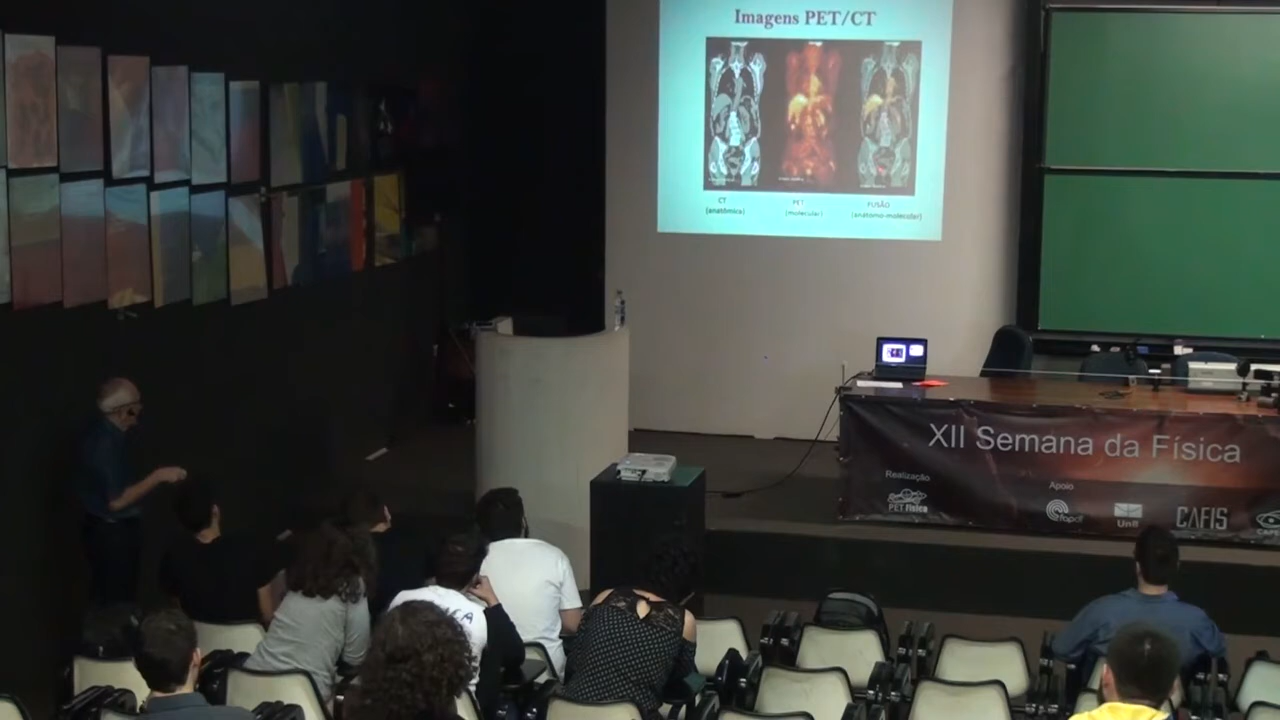 Imagens PET/CT
CT
(anatômica)
PET
(molecular)
FUSÃO
(anatomo-molecular)
XII Semana da Física
Realização
Apoio
PET Física
fapdf
UnB
CAFIS